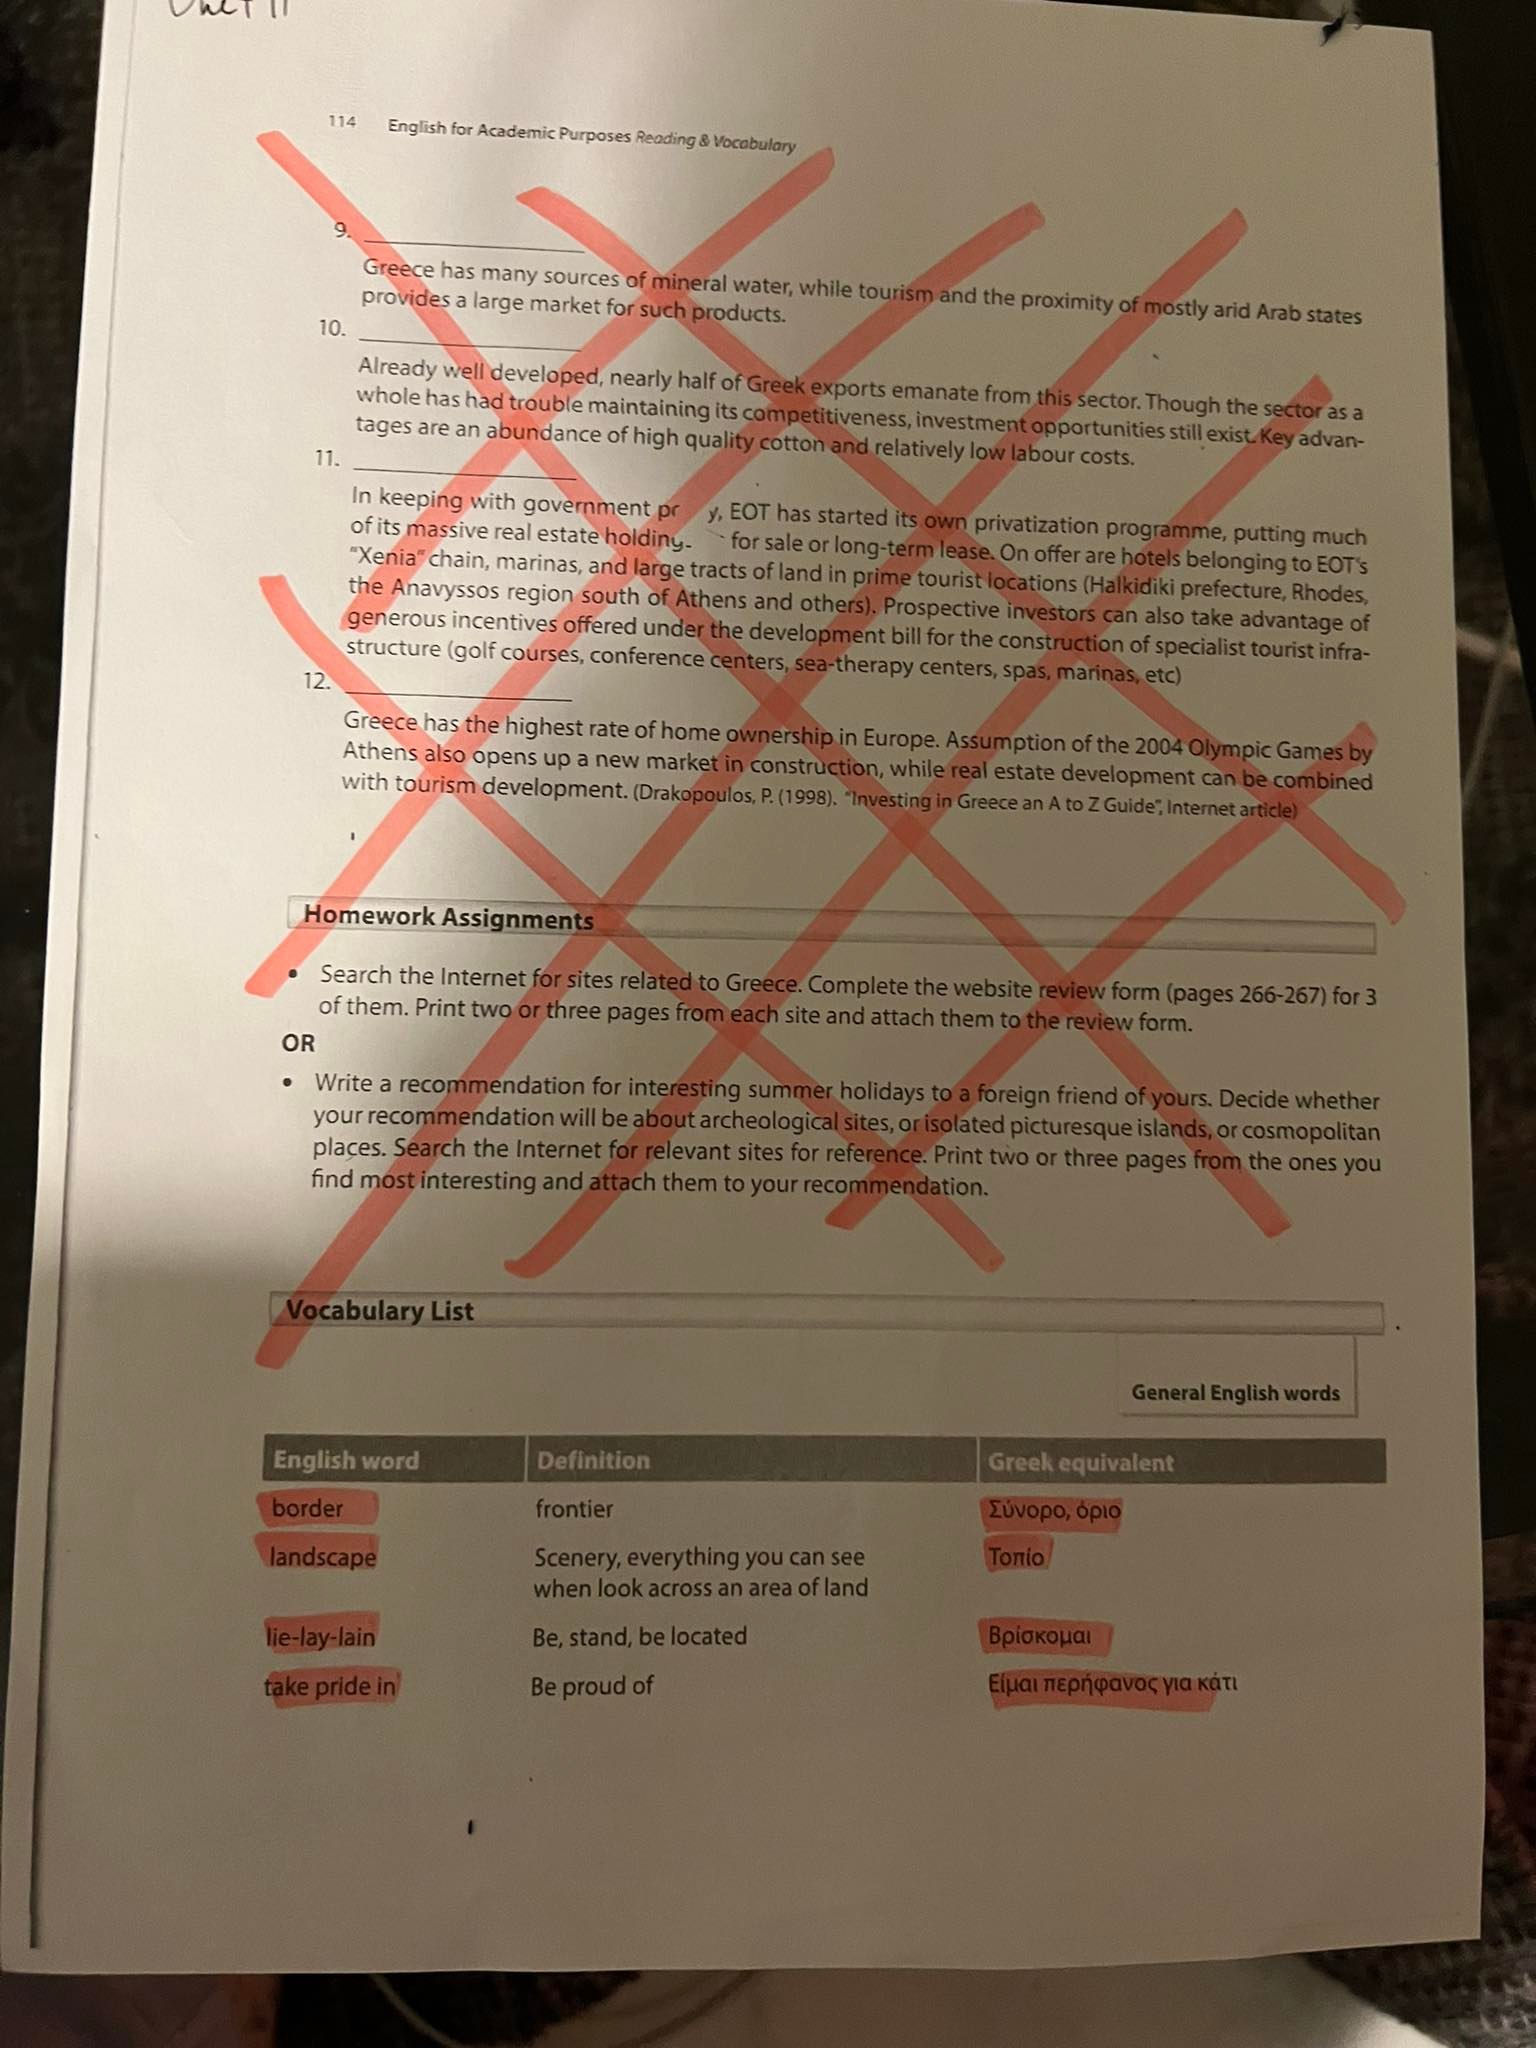 Unit 11
114 English for Academic Purposes Reading & Vocabulary
9.
Greece has many sources of mineral water, while tourism and the proximity of mostly arid Arab states
provides a large market for such products.
10.
Already well developed, nearly half of Greek exports emanate from this sector. Though the sector as a
whole has had trouble maintaining its competitiveness, investment opportunities still exist. Key advan-
tages are an abundance of high quality cotton and relatively low labour costs.
11.
In keeping with government pr y, EOT has started its own privatization programme, putting much
of its massive real estate holding for sale or long-term lease. On offer are hotels belonging to EOT's
"Xenia" chain, marinas, and large tracts of land in prime tourist locations (Halkidiki prefecture, Rhodes,
the Anavyssos region south of Athens and others). Prospective investors can also take advantage of
generous incentives offered under the development bill for the construction of specialist tourist infra-
structure (golf courses, conference centers, sea-therapy centers, spas, marinas, etc)
12.
Greece has the highest rate of home ownership in Europe. Assumption of the 2004 Olympic Games by
Athens also opens up a new market in construction, while real estate development can be combined
with tourism development. (Drakopoulos, P. (1998). "Investing in Greece an A to Z Guide", Internet article)
Homework Assignments
• Search the Internet for sites related to Greece. Complete the website review form (pages 266-267) for 3
of them. Print two or three pages from each site and attach them to the review form.
OR
• Write a recommendation for interesting summer holidays to a foreign friend of yours. Decide whether
your recommendation will be about archeological sites, or isolated picturesque islands, or cosmopolitan
places. Search the Internet for relevant sites for reference. Print two or three pages from the ones you
find most interesting and attach them to your recommendation.
Vocabulary List
General English words
English word Definition Greek equivalent
border frontier Σύνορο, όριο
landscape Scenery, everything you can see Τοπίο
when look across an area of land
lie-lay-lain Be, stand, be located Βρίσκομαι
take pride in Be proud of Είμαι περήφανος για κάτι